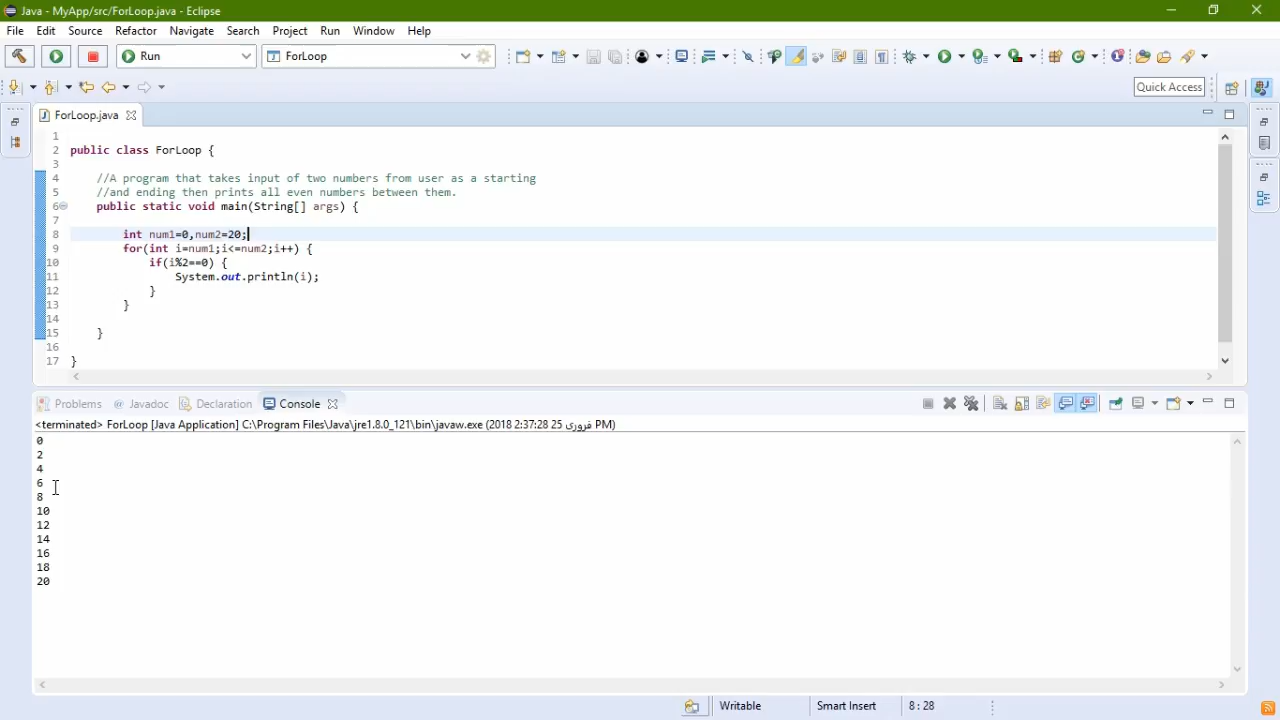 Java - MyApp/src/ForLoop.java - Eclipse
File Edit Source Refactor Navigate Search Project Run Window Help
Run ForLoop
Quick Access
ForLoop.java
1
2 public class ForLoop {
3
4 //A program that takes input of two numbers from user as a starting
5 //and ending then prints all even numbers between them.
6 public static void main(String[] args) {
7
8 int num1=0,num2=20;
9 for(int i=num1;i<=num2;i++) {
10 if(i%2==0) {
11 System.out.println(i);
12 }
13 }
14
15 }
16
17 }
Problems @ Javadoc Declaration Console
<terminated> ForLoop [Java Application] C:\Program Files\Java\jre1.8.0_121\bin\javaw.exe (2018 2:37:28 25 فروری PM)
0
2
4
6
8
10
12
14
16
18
20
Writable Smart Insert 8 : 28